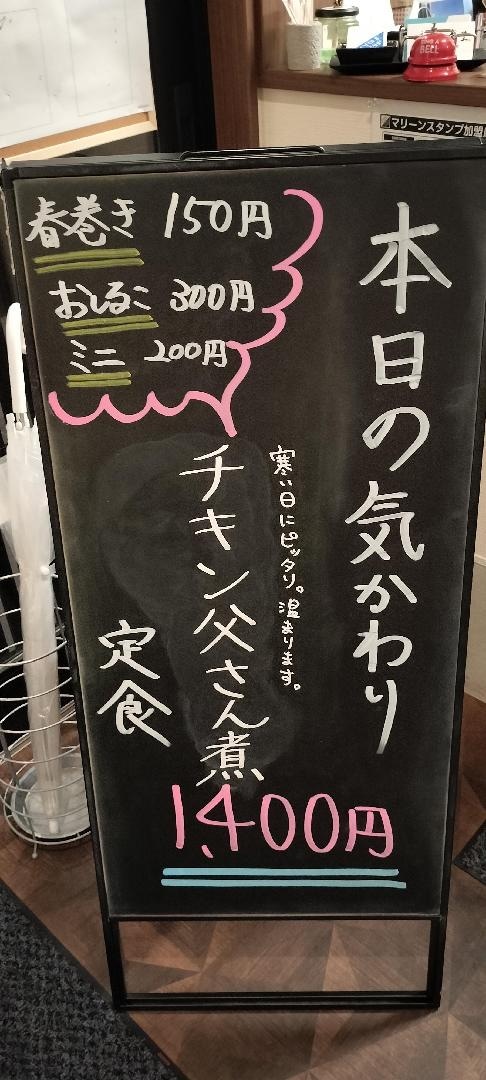 本日の気かわり
寒い日にピッタリ。温まります。
チキン父さん煮
定食
1,400円
春巻き 150円
おしるこ 300円
ミニ 200円
マリーンスタンプ加盟
RING A
BELL